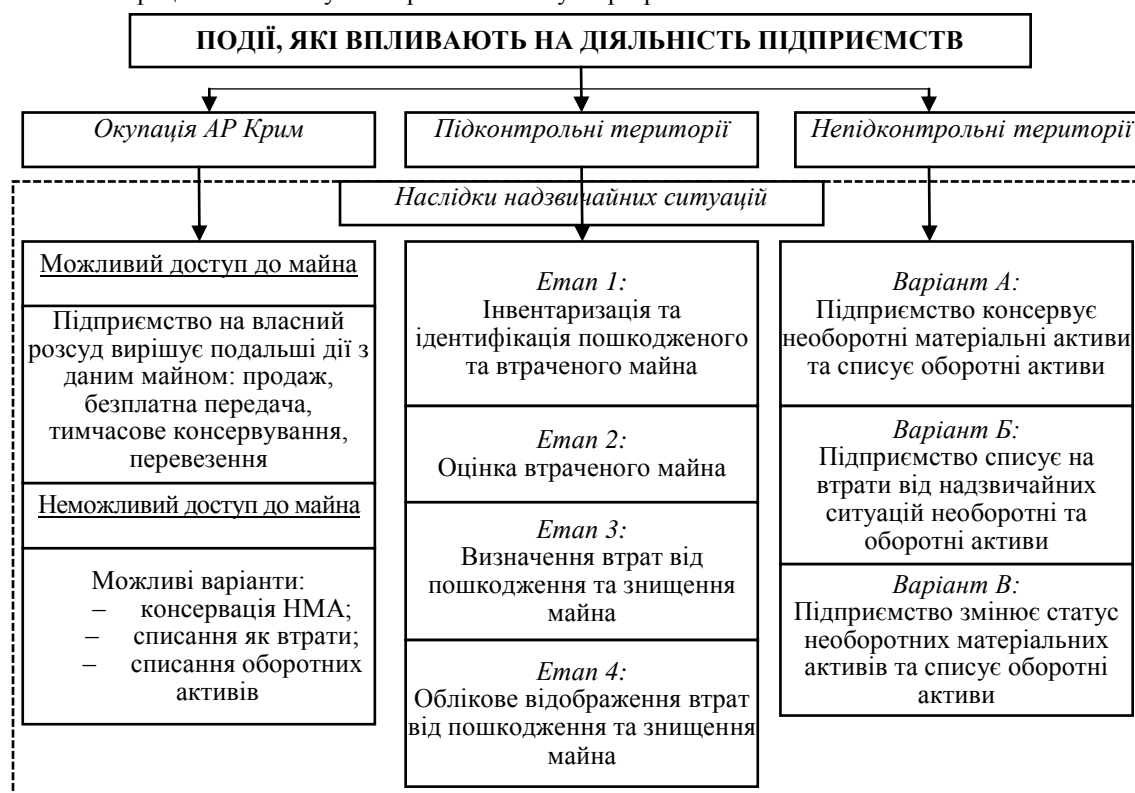 ПОДІЇ, ЯКІ ВПЛИВАЮТЬ НА ДІЯЛЬНІСТЬ ПІДПРИЄМСТВ
Окупація АР Крим
Підконтрольні території
Непідконтрольні території
Наслідки надзвичайних ситуацій
Можливий доступ до майна
Підприємство на власний
розсуд вирішує подальші дії з
даним майном: продаж,
безплатна передача,
тимчасове консервування,
перевезення
Неможливий доступ до майна
Можливі варіанти:
– консервація НМА;
– списання як втрати;
– списання оборотних
активів
Етап 1:
Інвентаризація та
ідентифікація пошкодженого
та втраченого майна
Етап 2:
Оцінка втраченого майна
Етап 3:
Визначення втрат від
пошкодження та знищення
майна
Етап 4:
Облікове відображення втрат
від пошкодження та знищення
майна
Варіант А:
Підприємство консервує
необоротні матеріальні активи
та списує оборотні активи
Варіант Б:
Підприємство списує на
втрати від надзвичайних
ситуацій необоротні та
оборотні активи
Варіант В:
Підприємство змінює статус
необоротних матеріальних
активів та списує оборотні
активи